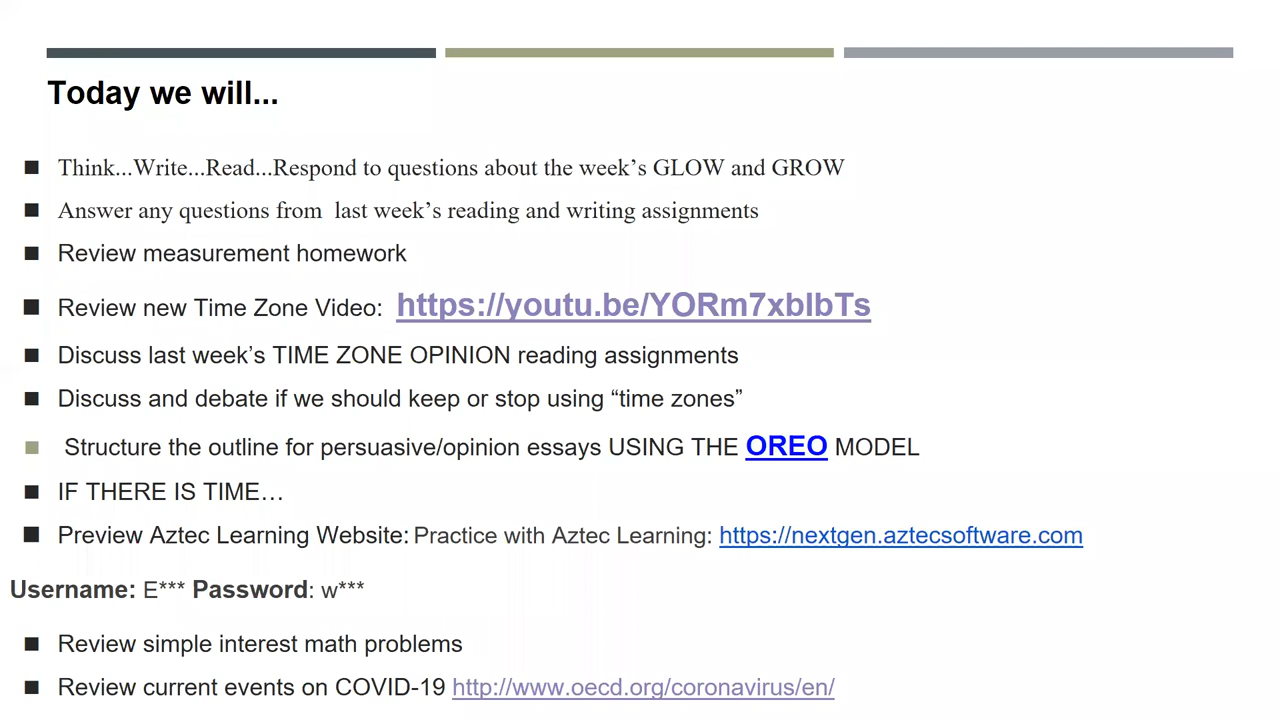 Today we will...
■ Think...Write...Read...Respond to questions about the week’s GLOW and GROW
■ Answer any questions from last week’s reading and writing assignments
■ Review measurement homework
■ Review new Time Zone Video: https://youtu.be/YORm7xbIbTs
■ Discuss last week’s TIME ZONE OPINION reading assignments
■ Discuss and debate if we should keep or stop using “time zones”
■ Structure the outline for persuasive/opinion essays USING THE OREO MODEL
■ IF THERE IS TIME…
■ Preview Aztec Learning Website: Practice with Aztec Learning: https://nextgen.aztecsoftware.com
Username: E*** Password: w***
■ Review simple interest math problems
■ Review current events on COVID-19 http://www.oecd.org/coronavirus/en/